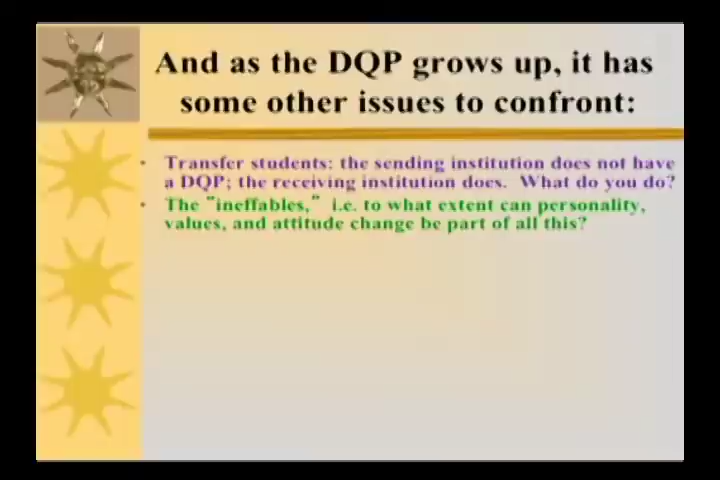 And as the DQP grows up, it has
some other issues to confront:
• Transfer students: the sending institution does not have
a DQP; the receiving institution does. What do you do?
• The "ineffables," i.e. to what extent can personality,
values, and attitude change be part of all this?